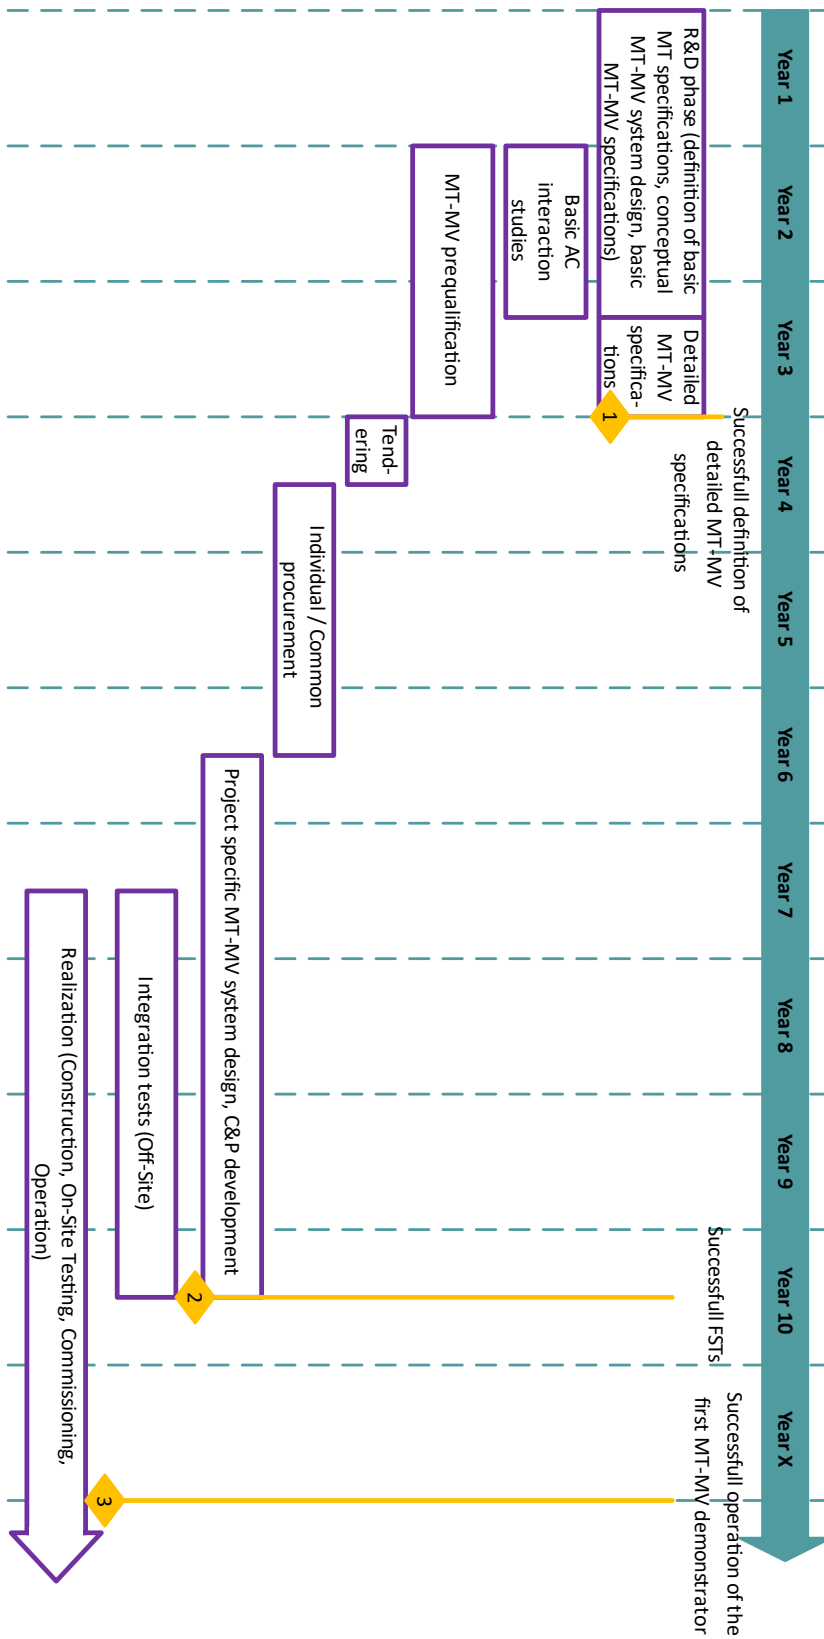 Year 1
Year 2
Year 3
Year 4
Year 5
Year 6
Year 7
Year 8
Year 9
Year 10
Year X
R&D phase (definition of basic
MT specifications, conceptual
MT-MV system design, basic
MT-MV specifications)
Detailed
MT-MV
specifica-
tions
1
Successfull definition of
detailed MT-MV
specifications
Basic AC
interaction
studies
MT-MV prequalification
Tend-
ering
Individual / Common
procurement
Project specific MT-MV system design, C&P development
Integration tests (Off-Site)
2
Successfull FSTs
Realization (Construction, On-Site Testing, Commissioning,
Operation)
3
Successfull operation of the
first MT-MV demonstrator